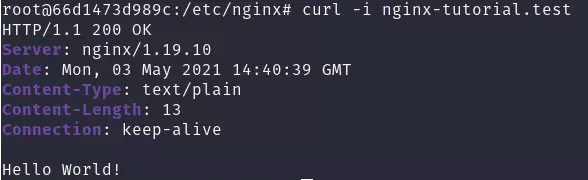 root@66d1473d989c:/etc/nginx# curl -i nginx-tutorial.test
HTTP/1.1 200 OK
Server: nginx/1.19.10
Date: Mon, 03 May 2021 14:40:39 GMT
Content-Type: text/plain
Content-Length: 13
Connection: keep-alive
Hello World!